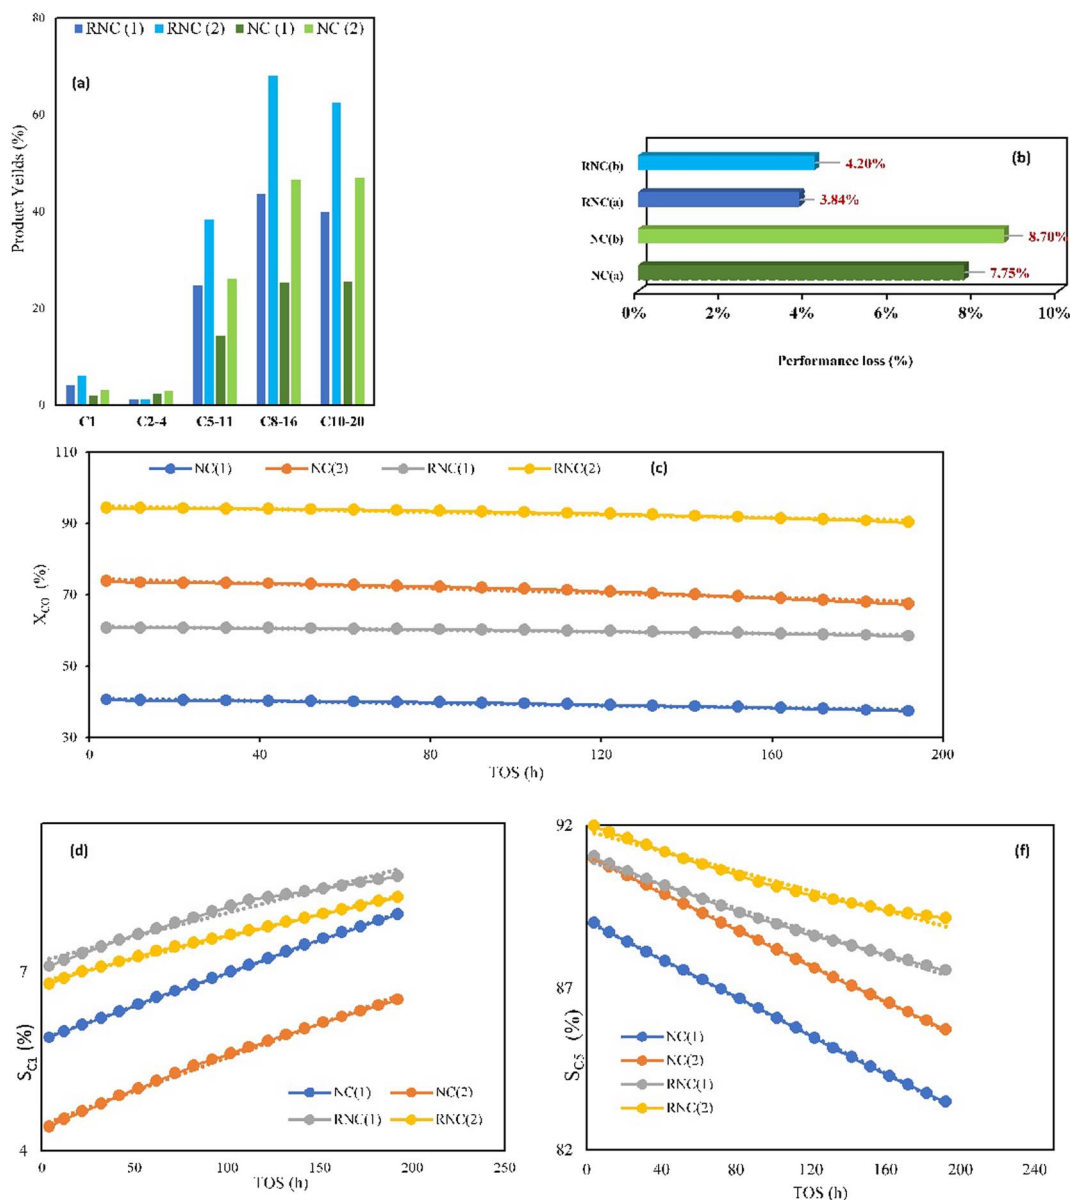 80
RNC (1) RNC (2) NC (1) NC (2)
(a)
60
40
20
0
Product Yeilds (%)
C1 C2-4 C5-11 C8-16 C10-20
(b)
RNC(b) 4.20%
RNC(a) 3.84%
NC(b) 8.70%
NC(a) 7.75%
0% 2% 4% 6% 8% 10%
Performance loss (%)
110
NC(1) NC(2) RNC(1) RNC(2) (c)
90
70
50
30
X_CO (%)
0 40 80 120 160 200
TOS (h)
(d)
7
4
S_C1 (%)
NC(1) NC(2)
RNC(1) RNC(2)
0 50 100 150 200 250
TOS (h)
92
(f)
87
82
S_C5 (%)
NC(1)
NC(2)
RNC(1)
RNC(2)
0 40 80 120 160 200 240
TOS (h)